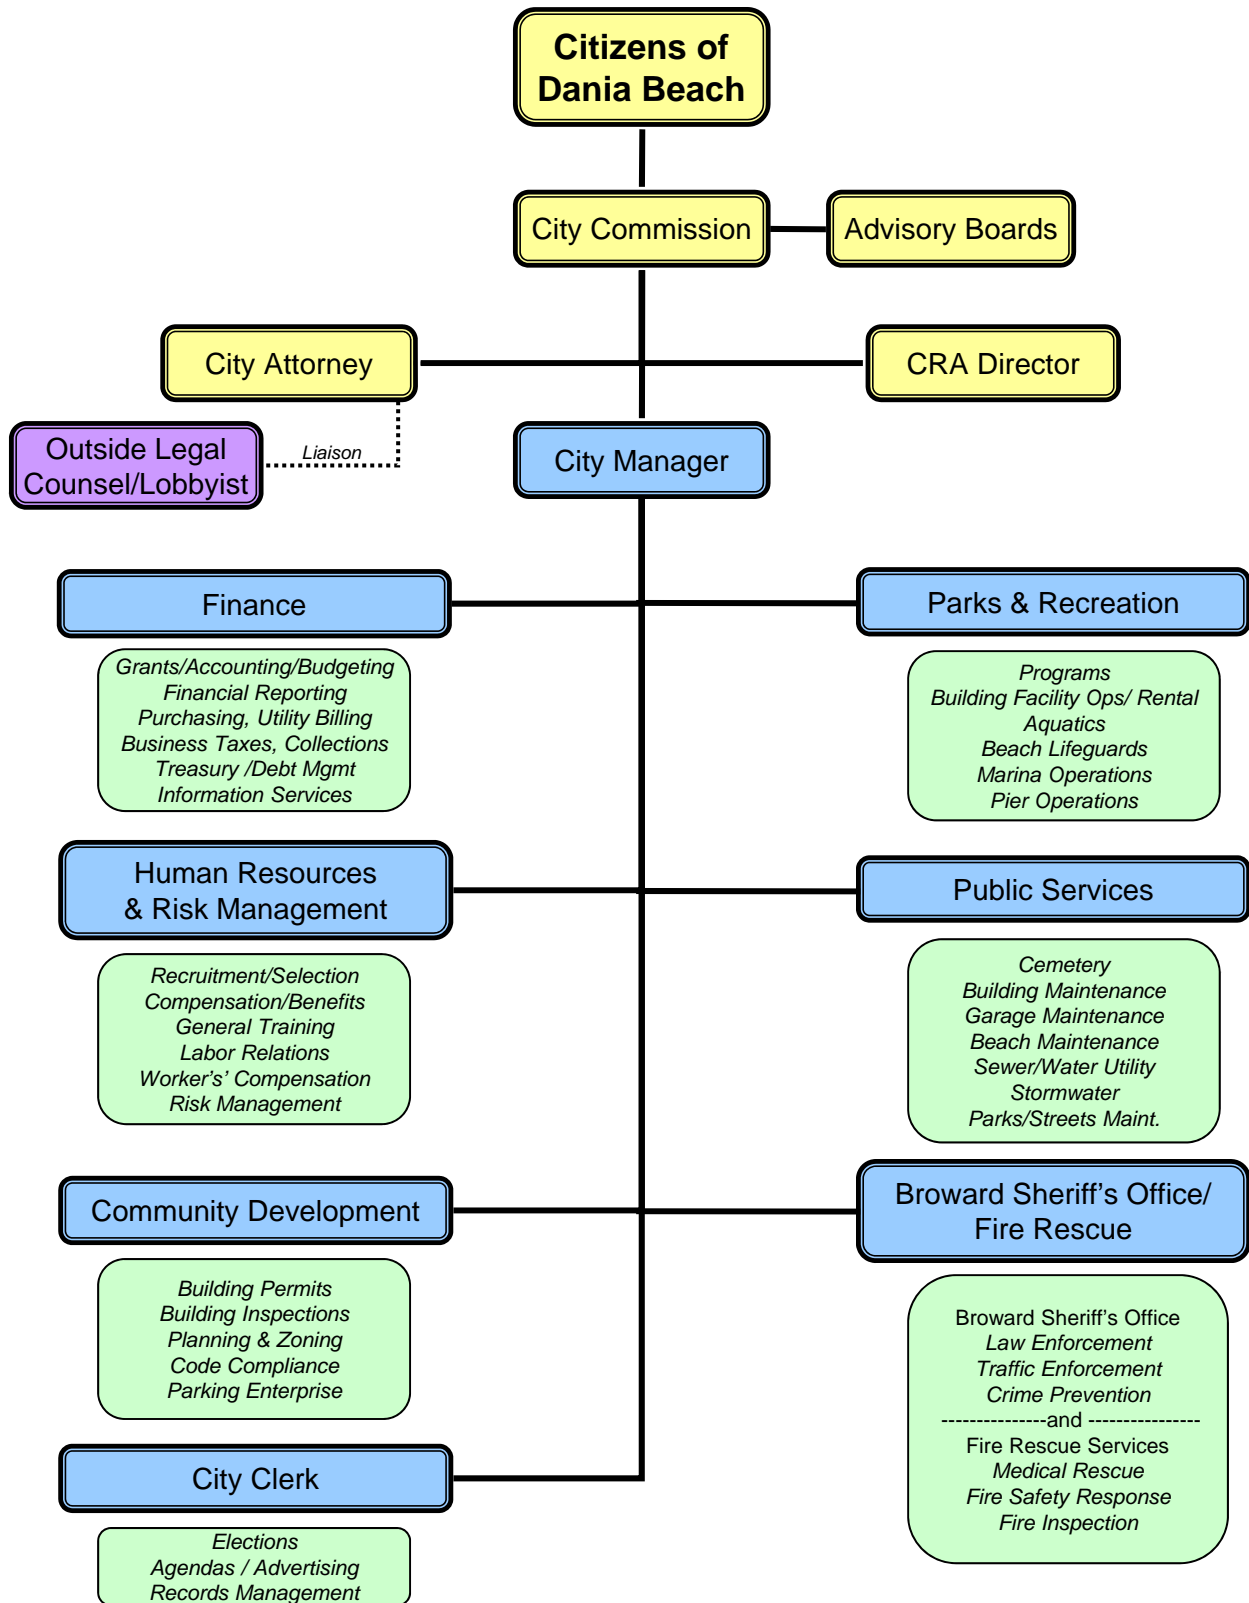 Citizens of
Dania Beach
City Commission
Advisory Boards
City Attorney
CRA Director
Outside Legal
Counsel/Lobbyist
Liaison
City Manager
Finance
Grants/Accounting/Budgeting
Financial Reporting
Purchasing, Utility Billing
Business Taxes, Collections
Treasury /Debt Mgmt
Information Services
Parks & Recreation
Programs
Building Facility Ops/ Rental
Aquatics
Beach Lifeguards
Marina Operations
Pier Operations
Human Resources
& Risk Management
Recruitment/Selection
Compensation/Benefits
General Training
Labor Relations
Worker's' Compensation
Risk Management
Public Services
Cemetery
Building Maintenance
Garage Maintenance
Beach Maintenance
Sewer/Water Utility
Stormwater
Parks/Streets Maint.
Community Development
Building Permits
Building Inspections
Planning & Zoning
Code Compliance
Parking Enterprise
Broward Sheriff's Office/
Fire Rescue
Broward Sheriff's Office
Law Enforcement
Traffic Enforcement
Crime Prevention
---------------and ----------------
Fire Rescue Services
Medical Rescue
Fire Safety Response
Fire Inspection
City Clerk
Elections
Agendas / Advertising
Records Management